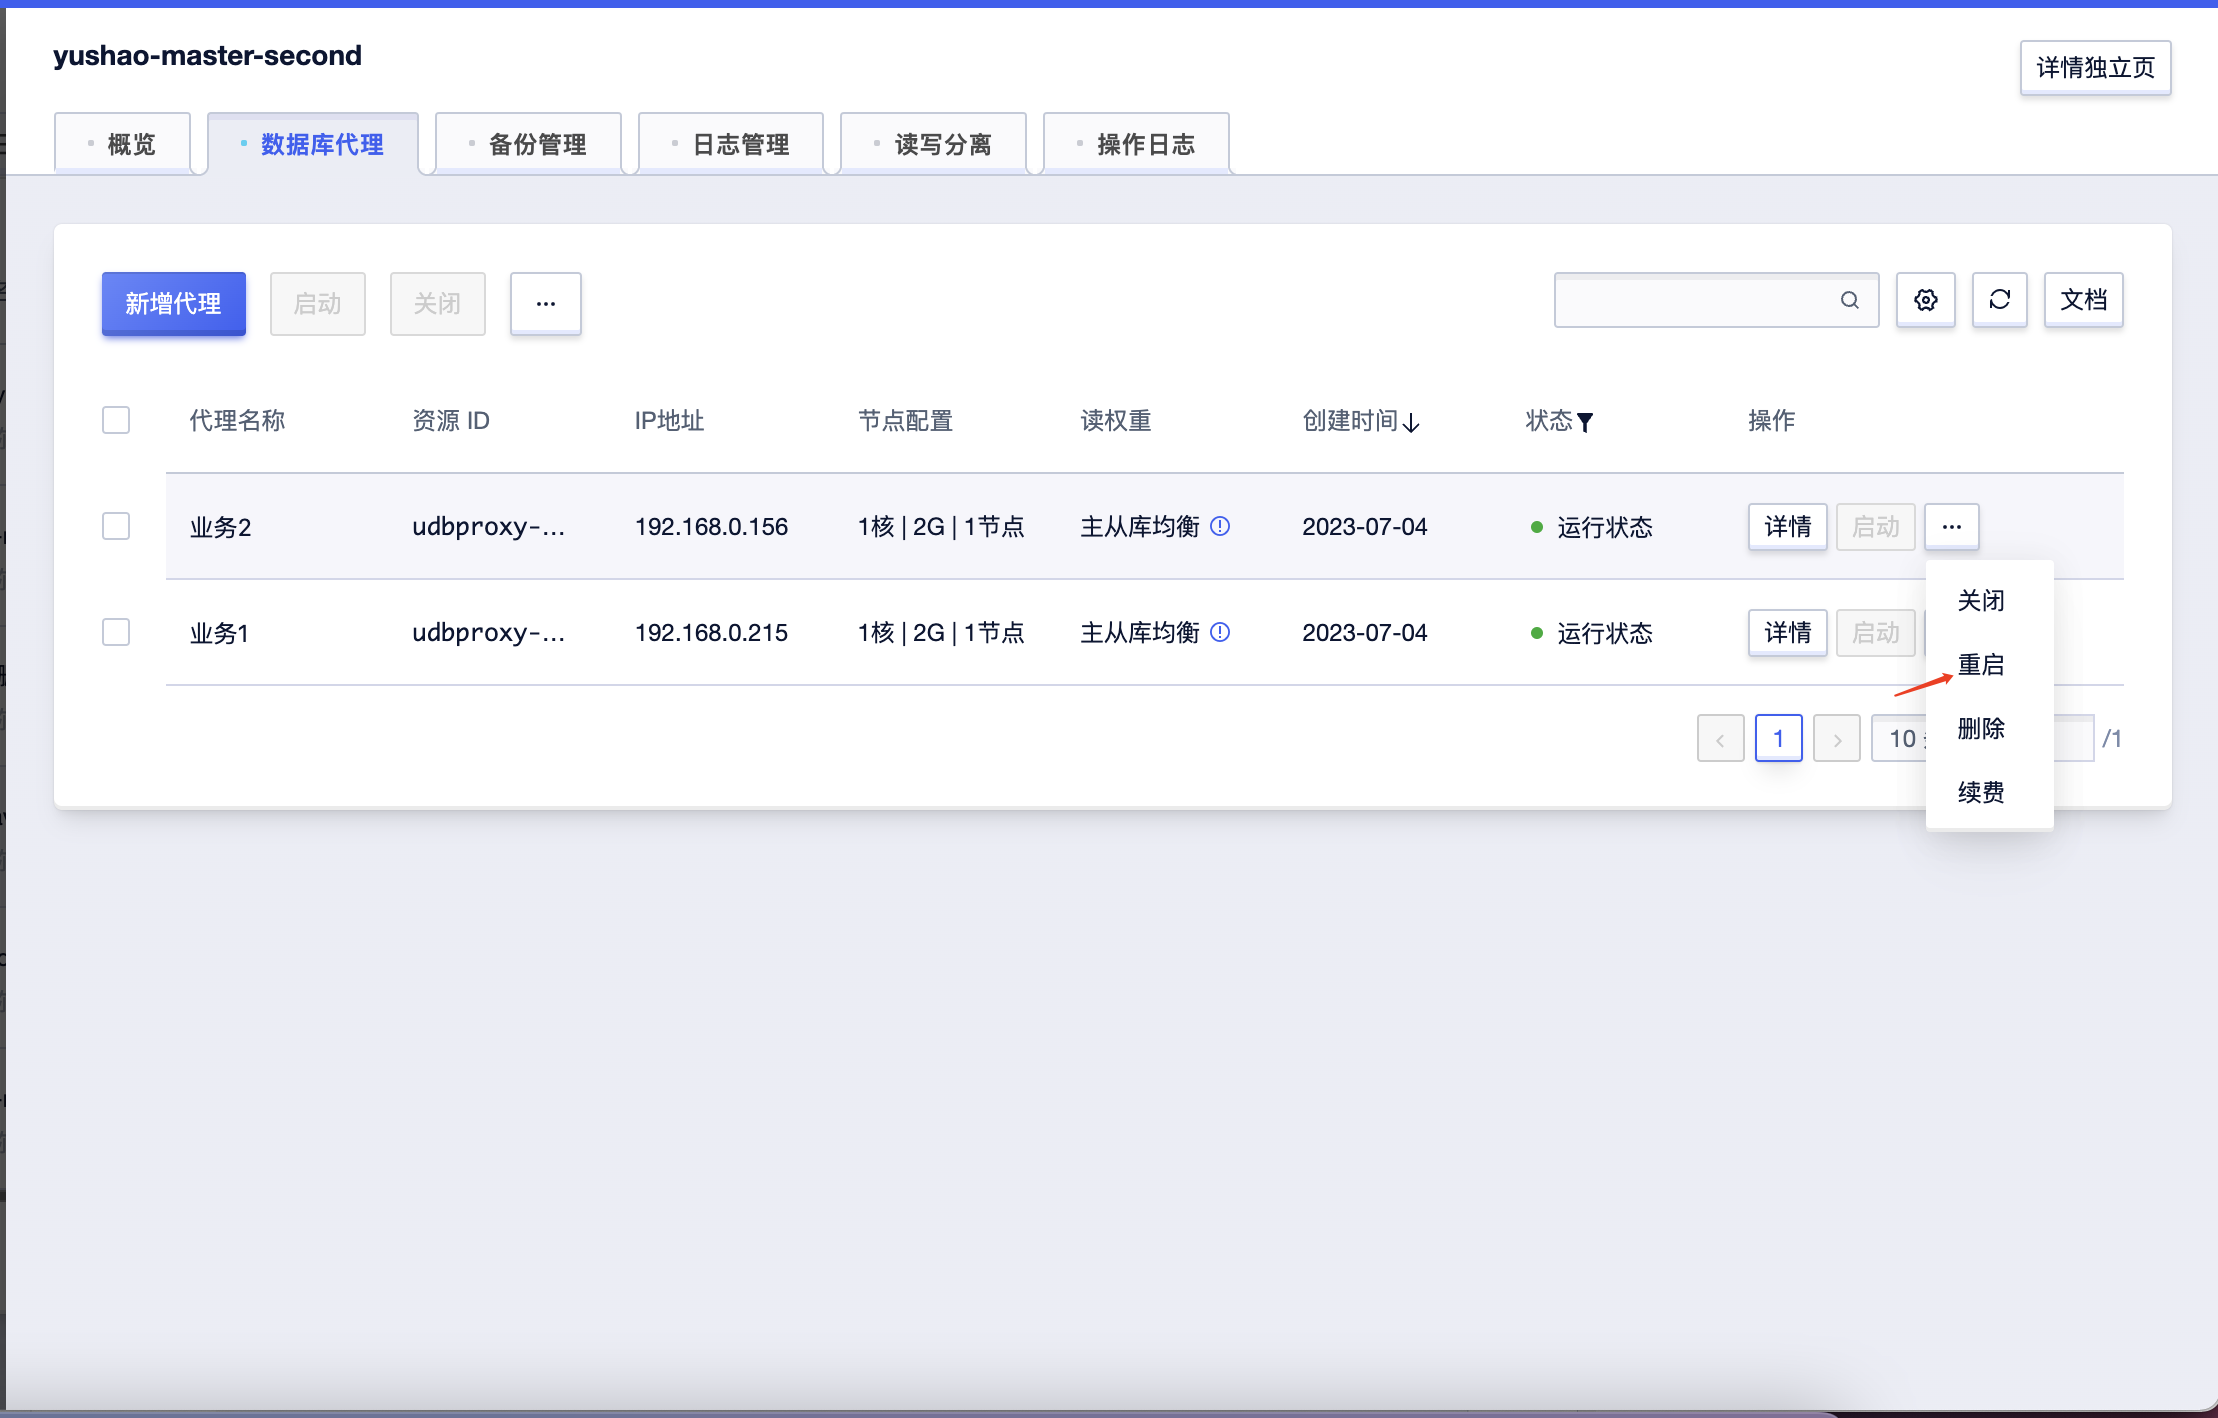 yushao-master-second
详情独立页
概览 数据库代理 备份管理 日志管理 读写分离 操作日志
新增代理 启动 关闭 ... 文档
代理名称 资源 ID IP地址 节点配置 读权重 创建时间 状态 操作
业务2 udbproxy-... 192.168.0.156 1核 | 2G | 1节点 主从库均衡 2023-07-04 运行状态 详情 启动 ...
业务1 udbproxy-... 192.168.0.215 1核 | 2G | 1节点 主从库均衡 2023-07-04 运行状态 详情 启动
关闭
重启
删除
续费
1 10 /1